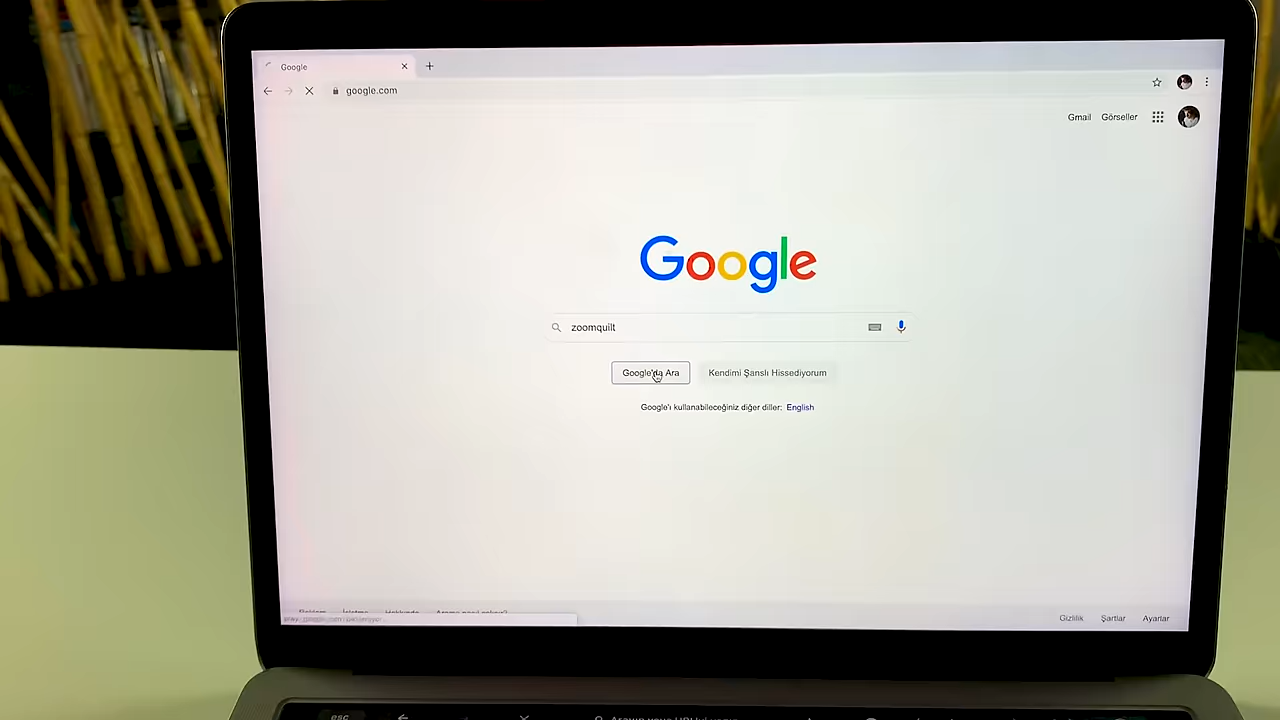 Google
google.com
Gmail Görseller
Google
zoomquilt
Google'da Ara Kendimi Şanslı Hissediyorum
Google'ı kullanabileceğiniz diğer diller: English
Gizlilik Şartlar Ayarlar
esc